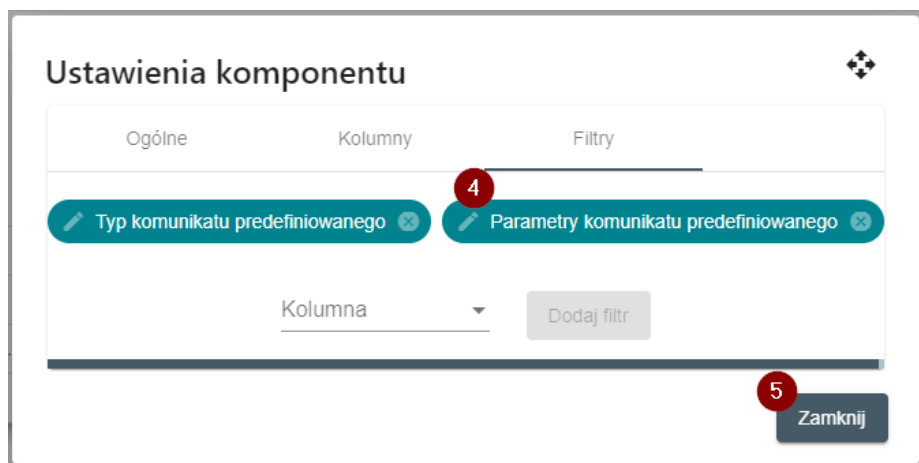 Ustawienia komponentu
Ogólne Kolumny Filtry
4
Typ komunikatu predefiniowanego Parametry komunikatu predefiniowanego
Kolumna Dodaj filtr
5
Zamknij